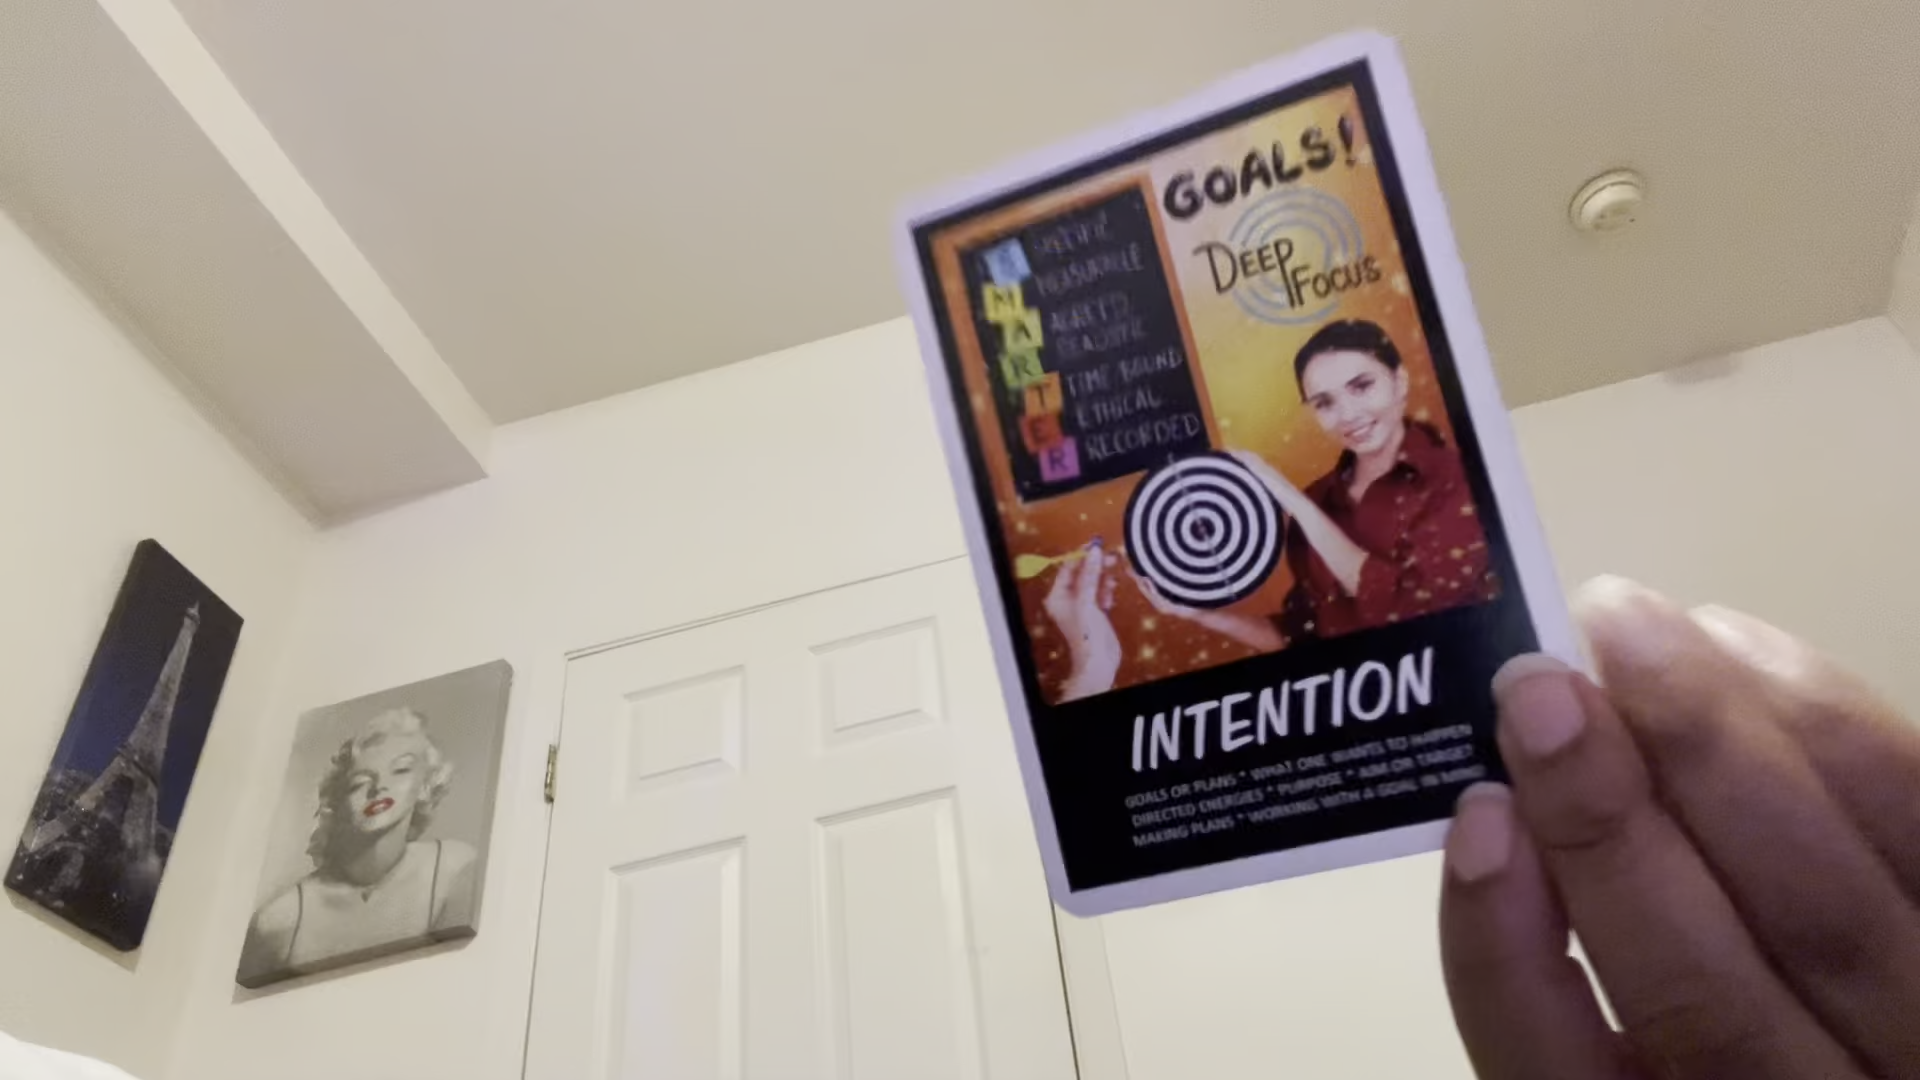 GOALS!
DEEP
FOCUS
S SPECIFIC
M MEASURABLE
A AGREED
R REALISTIC
T TIME BOUND
E ETHICAL
R RECORDED
INTENTION
GOALS OR PLANS * WHAT ONE WANTS TO HAPPEN
DIRECTED ENERGIES * PURPOSE * AIM OR TARGET
MAKING PLANS * WORKING WITH A GOAL IN MIND